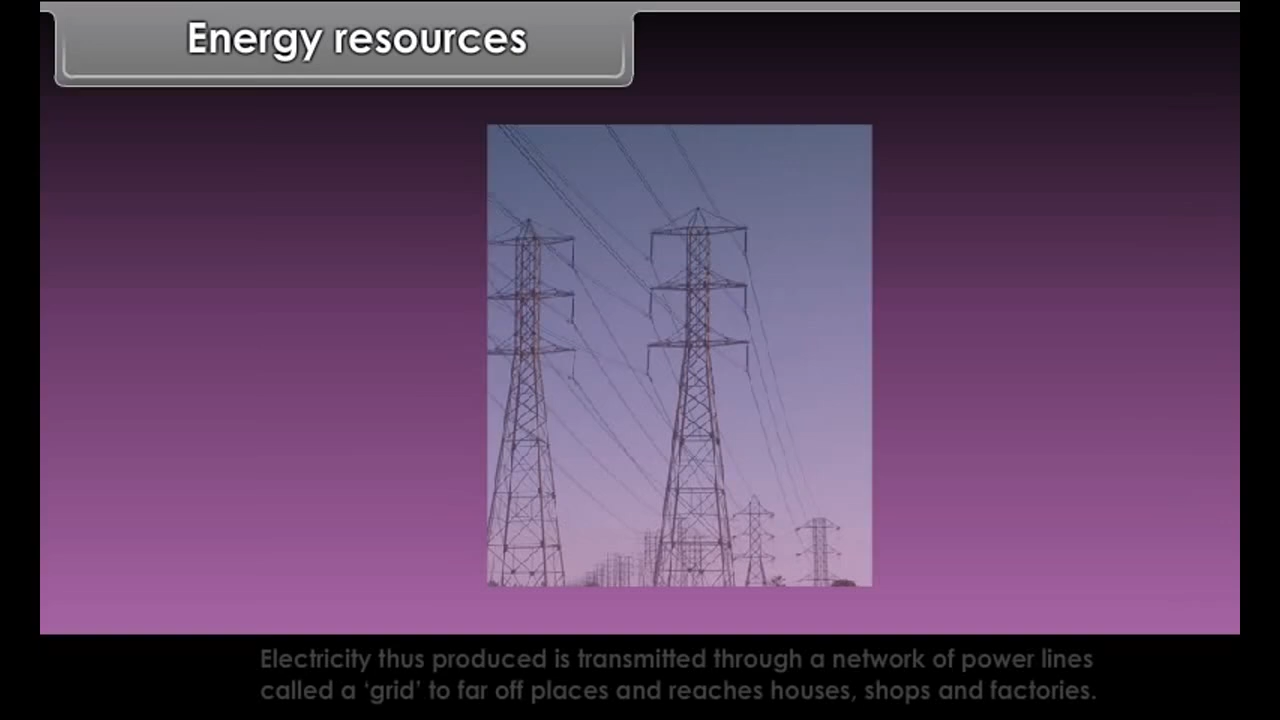 Energy resources
Electricity thus produced is transmitted through a network of power lines
called a ‘grid’ to far off places and reaches houses, shops and factories.